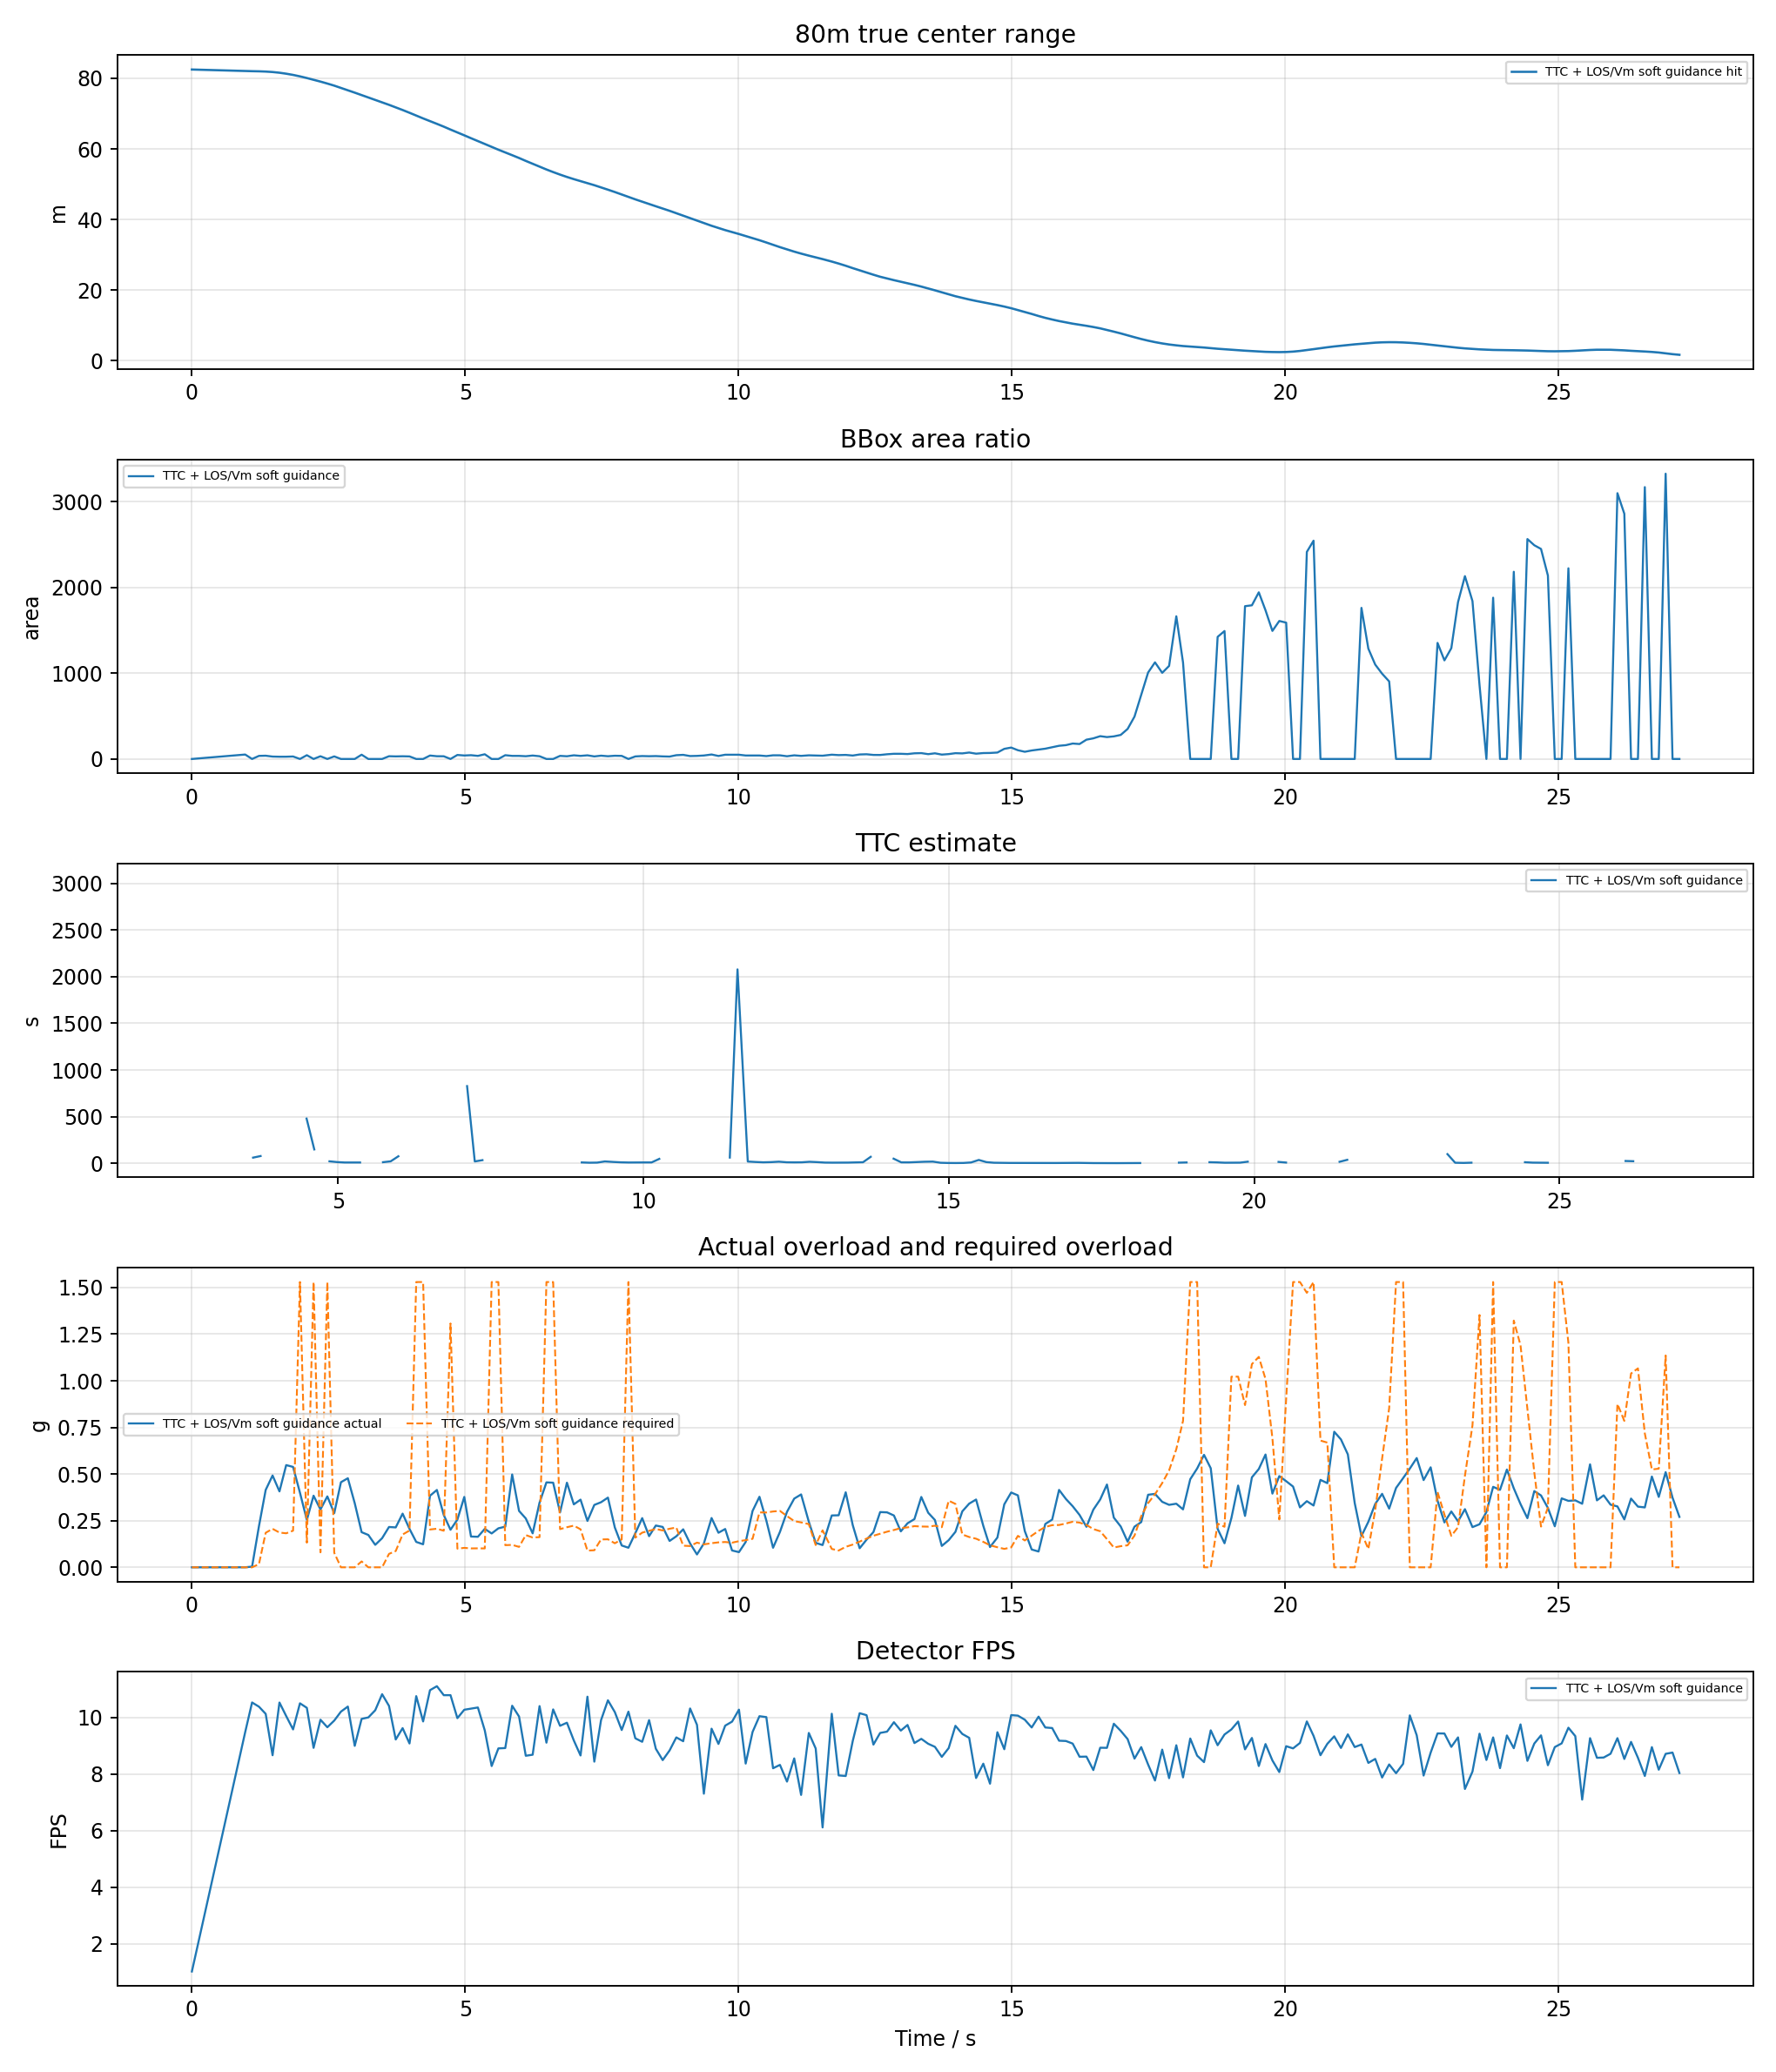 80m true center range
TTC + LOS/Vm soft guidance hit
80
60
40
20
0
m
0 5 10 15 20 25
BBox area ratio
TTC + LOS/Vm soft guidance
3000
2000
1000
0
area
0 5 10 15 20 25
TTC estimate
TTC + LOS/Vm soft guidance
3000
2500
2000
1500
1000
500
0
s
5 10 15 20 25
Actual overload and required overload
1.50
1.25
1.00
0.75
0.50
0.25
0.00
g
TTC + LOS/Vm soft guidance actual TTC + LOS/Vm soft guidance required
0 5 10 15 20 25
Detector FPS
TTC + LOS/Vm soft guidance
10
8
6
4
2
FPS
0 5 10 15 20 25
Time / s